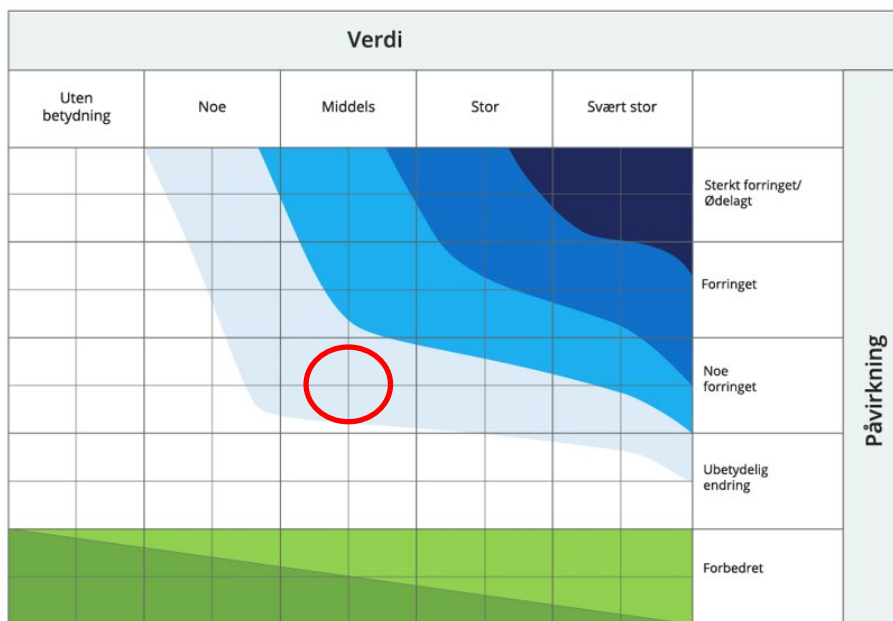 Verdi
Uten
betydning
Noe
Middels
Stor
Svært stor
Sterkt forringet/
Ødelagt
Forringet
Noe
forringet
Ubetydelig
endring
Forbedret
Påvirkning